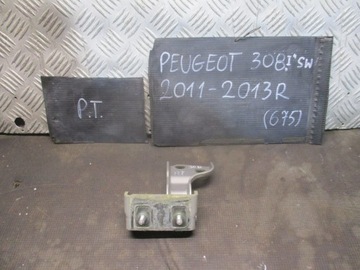 PEUGEOT 308 I° SW
2011-2013R
(675)
P.T.